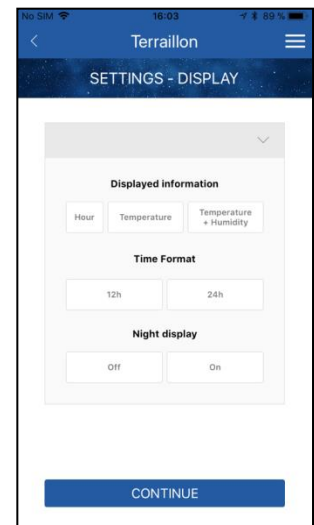 No SIM 16:03 89 %
Terraillon
SETTINGS - DISPLAY
Displayed information
Hour Temperature Temperature
+ Humidity
Time Format
12h 24h
Night display
Off On
CONTINUE